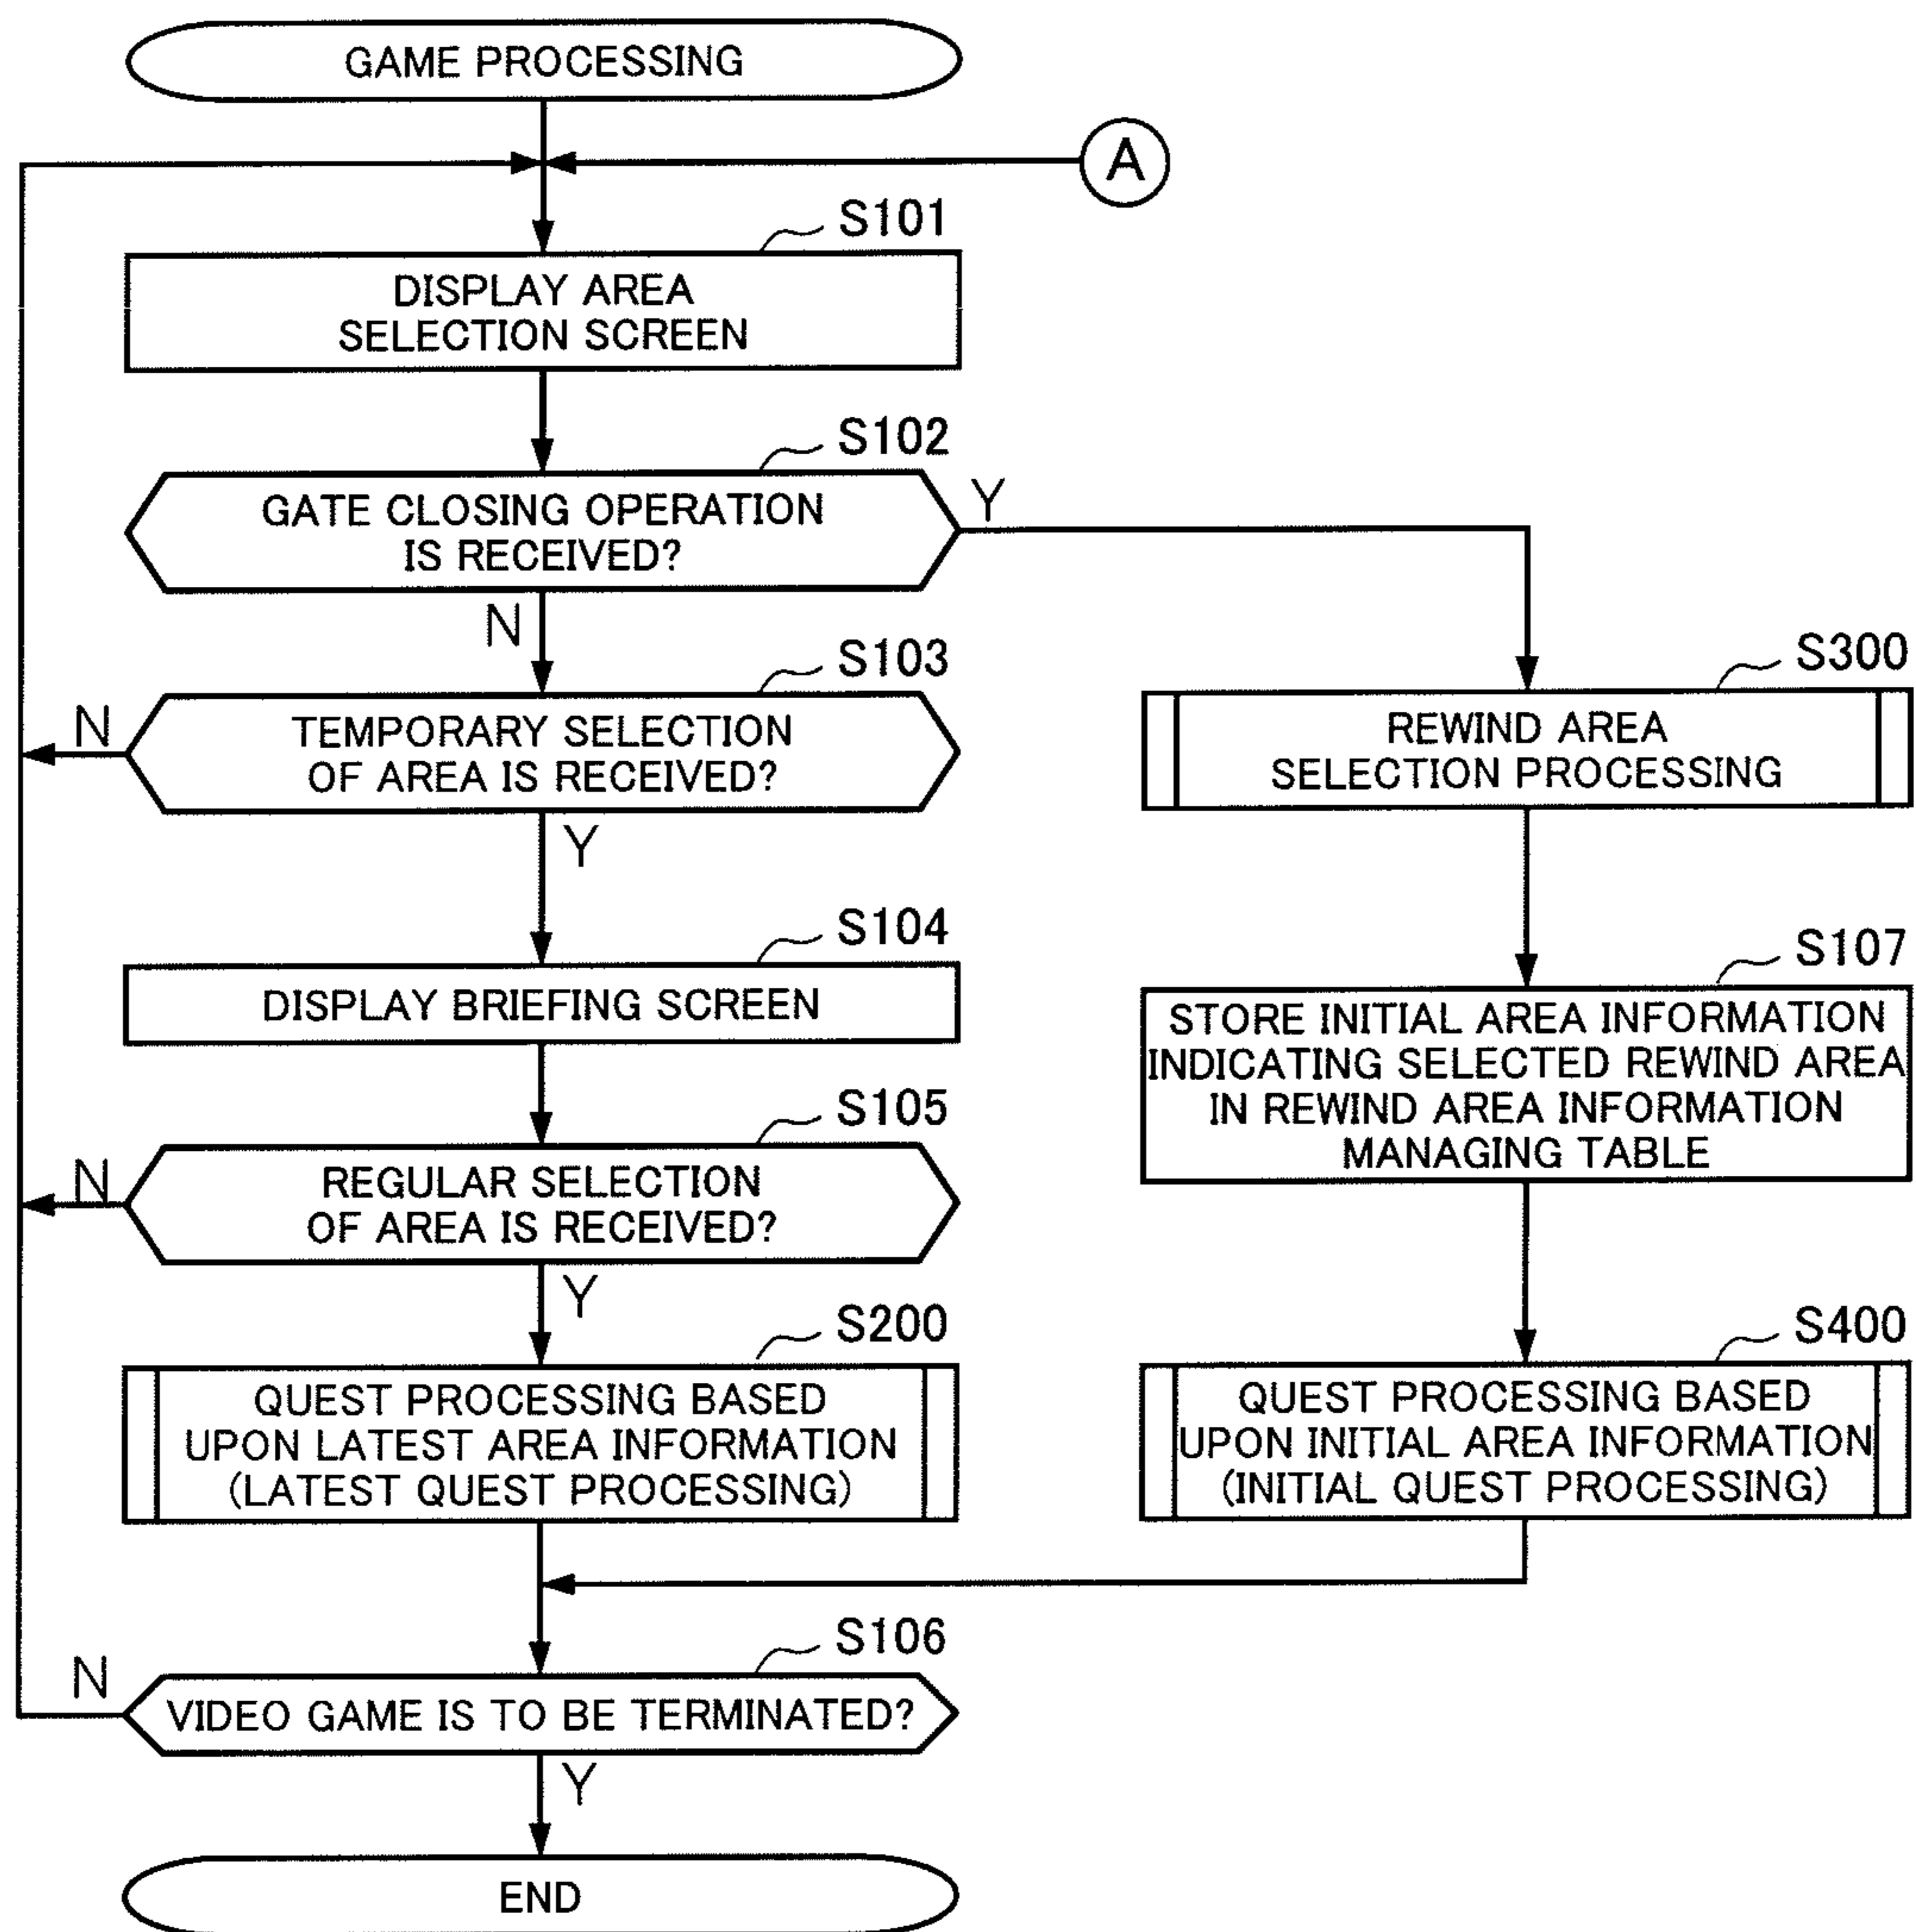 GAME PROCESSING
A
S101
DISPLAY AREA
SELECTION SCREEN
S102
GATE CLOSING OPERATION
IS RECEIVED?
Y
N
S103
TEMPORARY SELECTION
OF AREA IS RECEIVED?
N
Y
S300
REWIND AREA
SELECTION PROCESSING
S104
DISPLAY BRIEFING SCREEN
S107
STORE INITIAL AREA INFORMATION
INDICATING SELECTED REWIND AREA
IN REWIND AREA INFORMATION
MANAGING TABLE
S105
REGULAR SELECTION
OF AREA IS RECEIVED?
N
Y
S200
QUEST PROCESSING BASED
UPON LATEST AREA INFORMATION
(LATEST QUEST PROCESSING)
S400
QUEST PROCESSING BASED
UPON INITIAL AREA INFORMATION
(INITIAL QUEST PROCESSING)
S106
VIDEO GAME IS TO BE TERMINATED?
N
Y
END